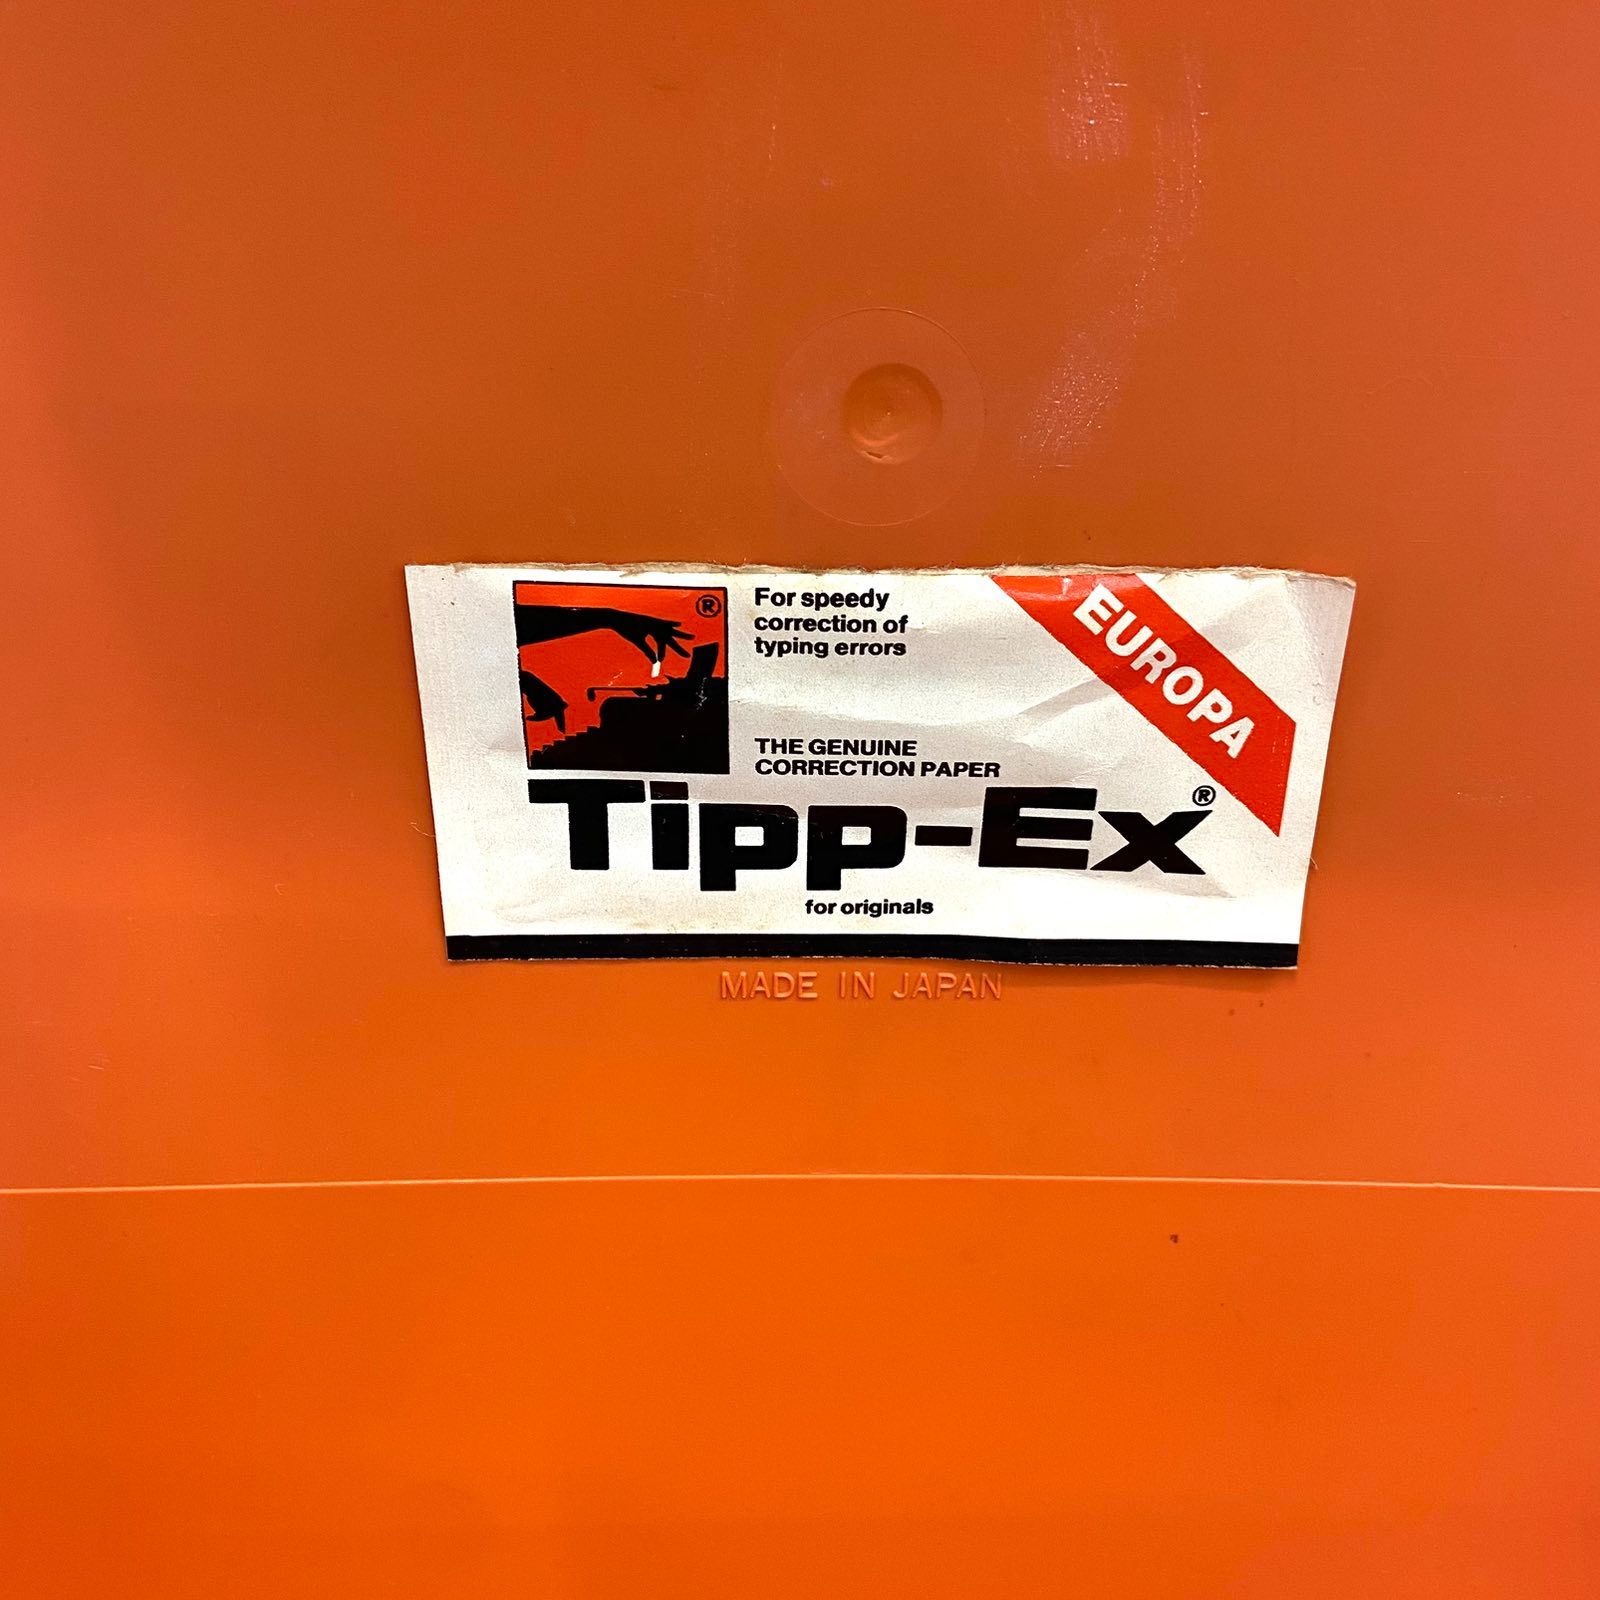 ®
For speedy
correction of
typing errors
EUROPA
THE GENUINE
CORRECTION PAPER
Tipp-Ex®
for originals
MADE IN JAPAN